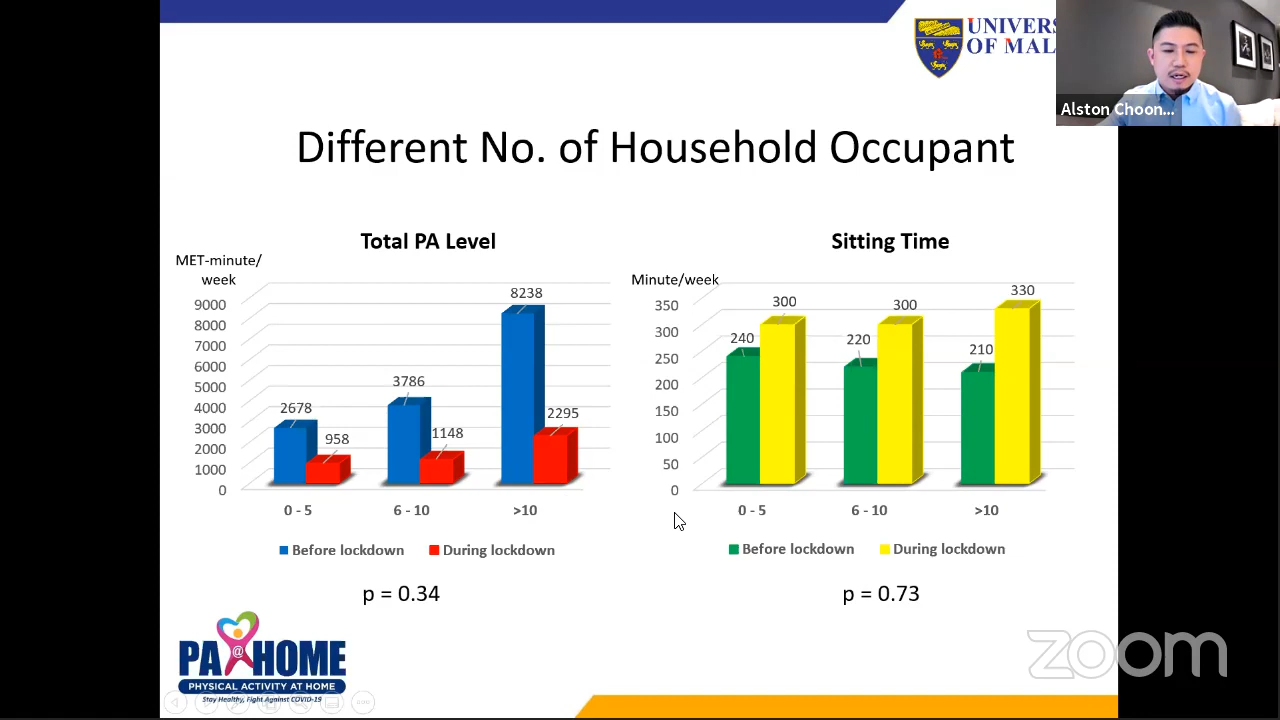 UNIVERS
OF MAL
Alston Choon...
Different No. of Household Occupant
Total PA Level
MET-minute/
week
9000
8000
7000
6000
5000
4000
3000
2000
1000
0
2678
958
3786
1148
8238
2295
0 - 5
6 - 10
>10
Before lockdown
During lockdown
p = 0.34
Sitting Time
Minute/week
350
300
250
200
150
100
50
0
240
300
220
300
210
330
0 - 5
6 - 10
>10
Before lockdown
During lockdown
p = 0.73
PA@HOME
PHYSICAL ACTIVITY AT HOME
Stay Healthy, Fight Against COVID-19
zoom